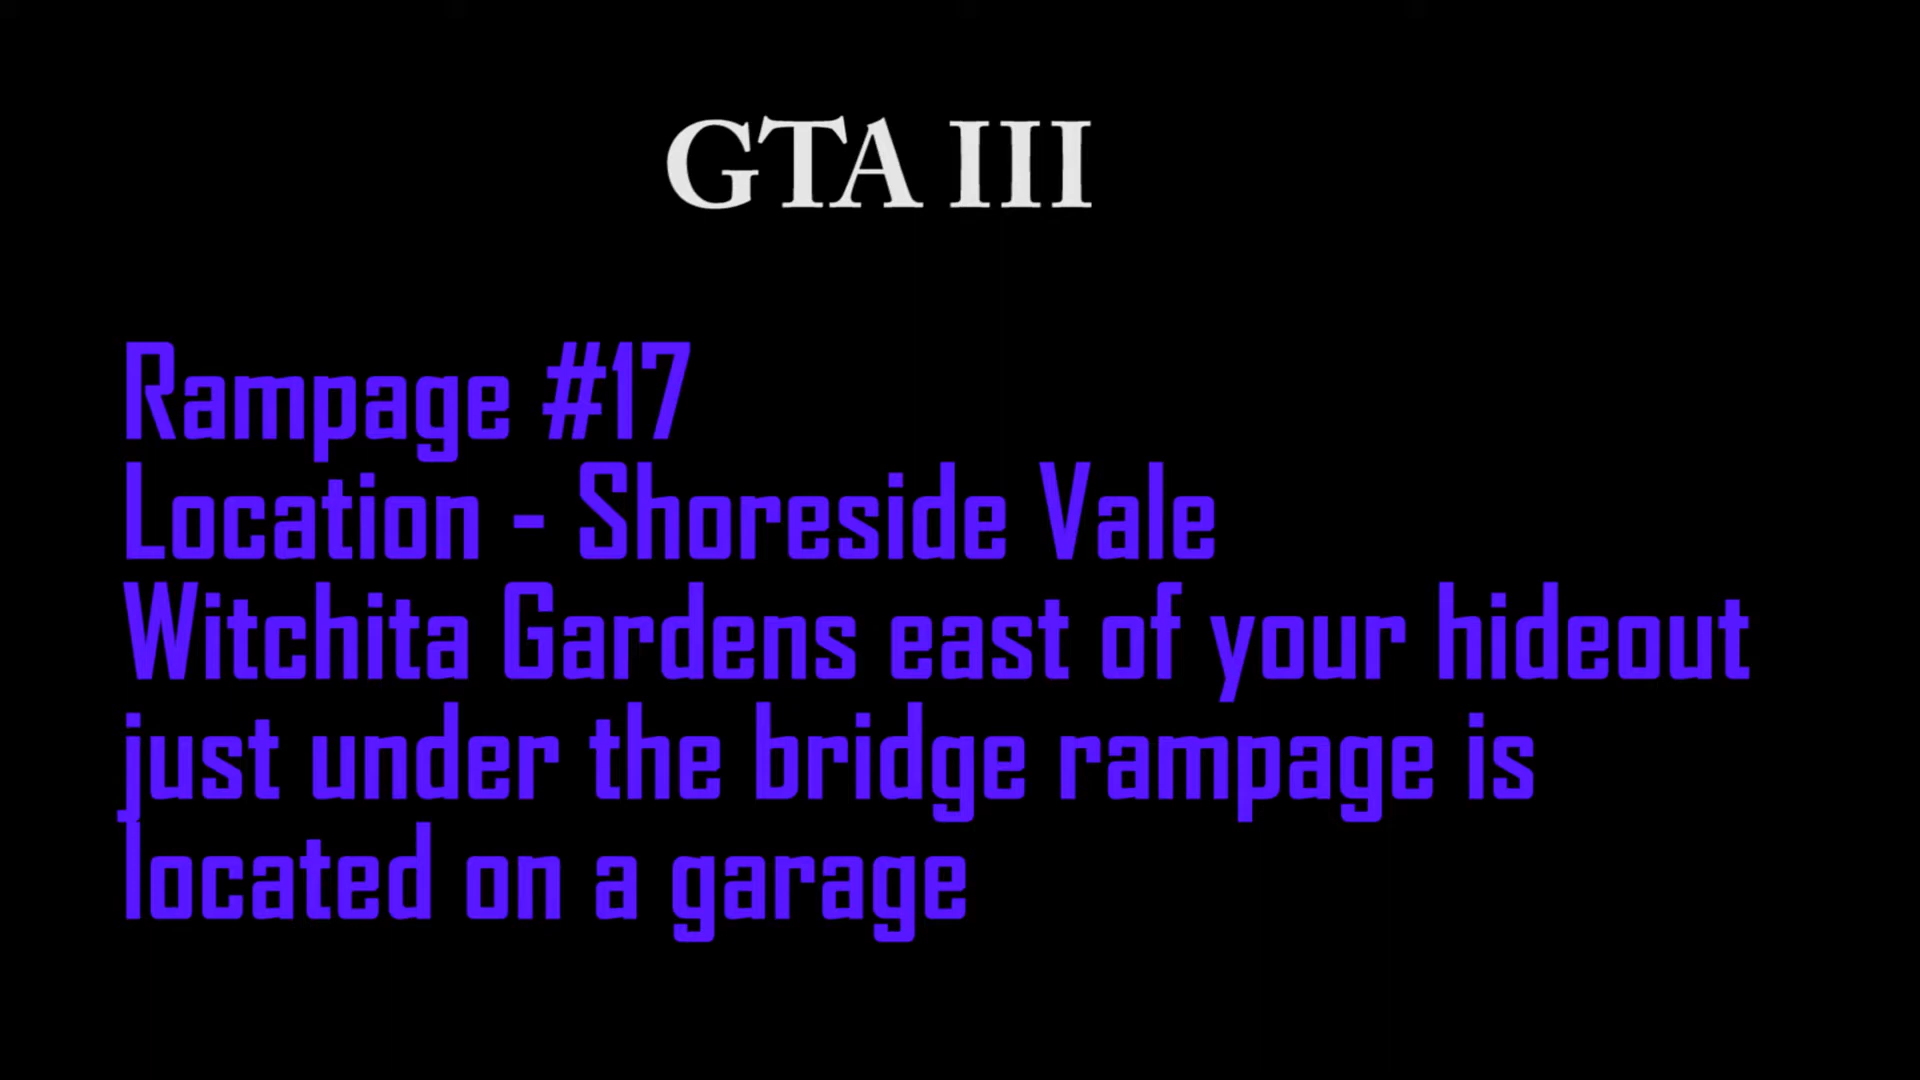 GTA III
Rampage #17
Location - Shoreside Vale
Witchita Gardens east of your hideout
just under the bridge rampage is
located on a garage